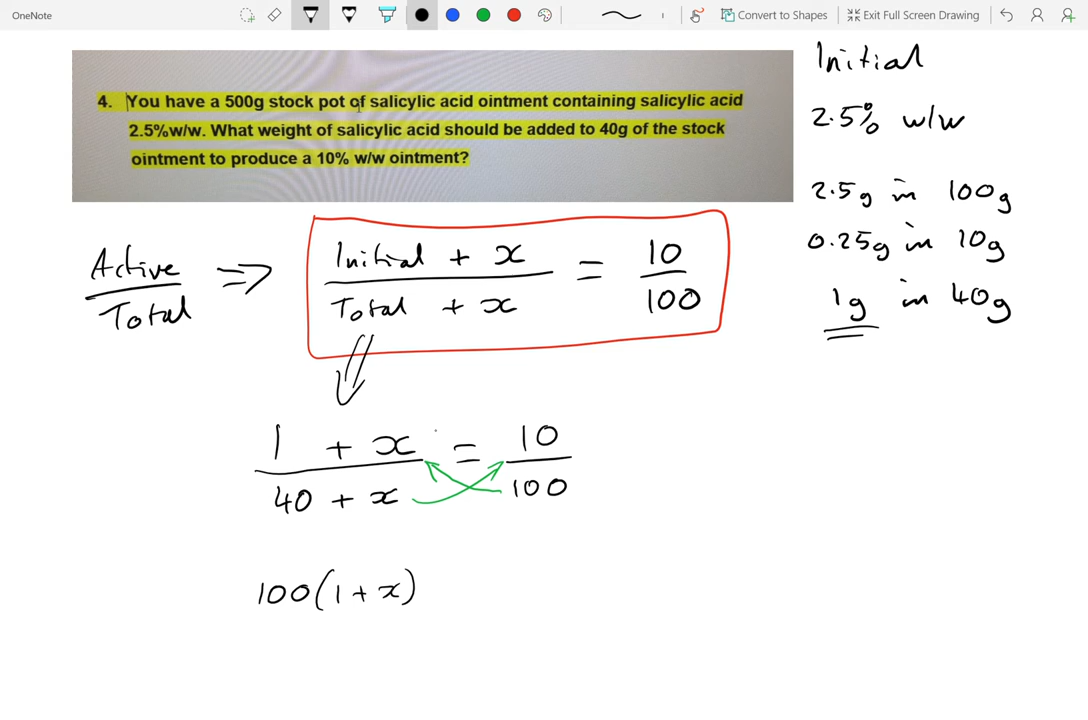 OneNote
Convert to Shapes
Exit Full Screen Drawing
4. You have a 500g stock pot of salicylic acid ointment containing salicylic acid
2.5%w/w. What weight of salicylic acid should be added to 40g of the stock
ointment to produce a 10% w/w ointment?
Initial
2.5% w/w
2.5g in 100g
0.25g in 10g
1g in 40g
Active
Total
⇒
Initial + x
Total + x
=
10
100
⇓
1 + x
40 + x
=
10
100
100(1+x)